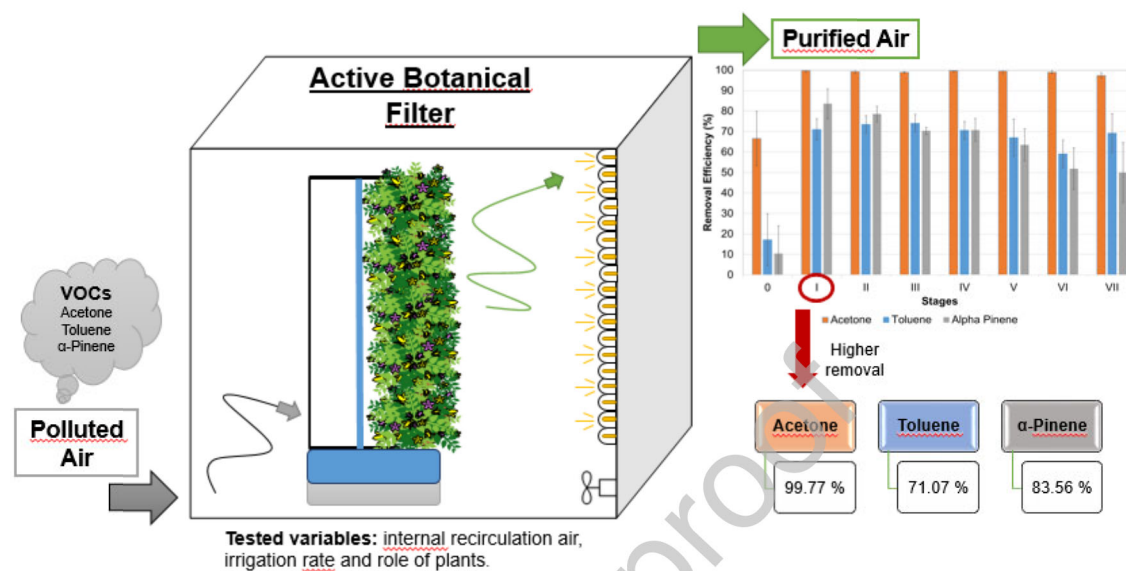 Purified Air
Active Botanical
Filter
VOCs
Acetone
Toluene
α-Pinene
Polluted
Air
Tested variables: internal recirculation air,
irrigation rate and role of plants.
Removal Efficiency (%)
100
90
80
70
60
50
40
30
20
10
0
0 I II III IV V VI VII
Stages
Acetone Toluene Alpha Pinene
Higher
removal
Acetone Toluene α-Pinene
99.77 % 71.07 % 83.56 %
proof